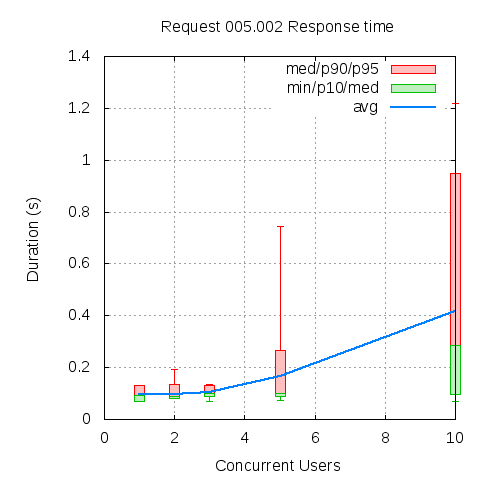 Request 005.002 Response time
med/p90/p95
min/p10/med
avg
Duration (s)
1.4
1.2
1
0.8
0.6
0.4
0.2
0
0 2 4 6 8 10
Concurrent Users